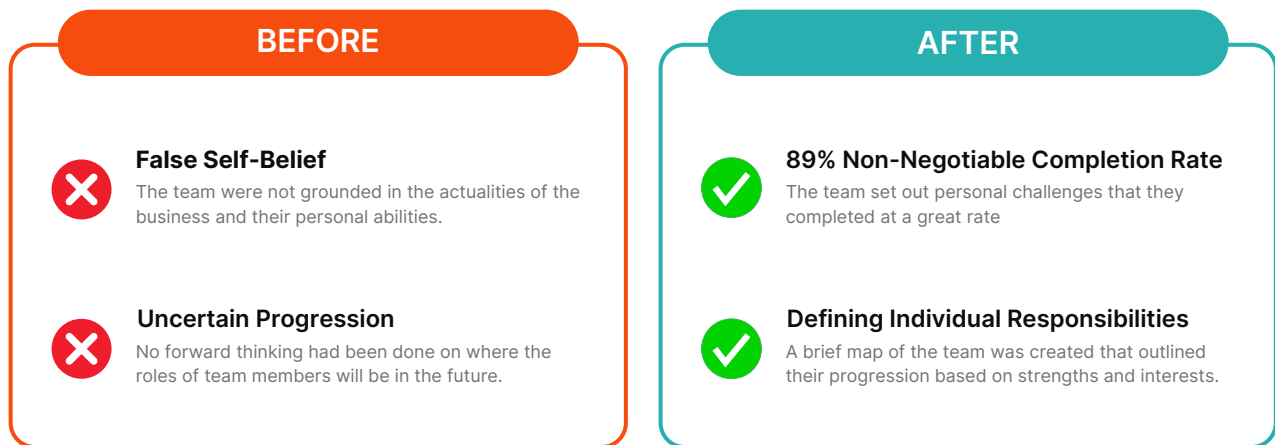 BEFORE
False Self-Belief
The team were not grounded in the actualities of the
business and their personal abilities.
Uncertain Progression
No forward thinking had been done on where the
roles of team members will be in the future.
AFTER
89% Non-Negotiable Completion Rate
The team set out personal challenges that they
completed at a great rate
Defining Individual Responsibilities
A brief map of the team was created that outlined
their progression based on strengths and interests.